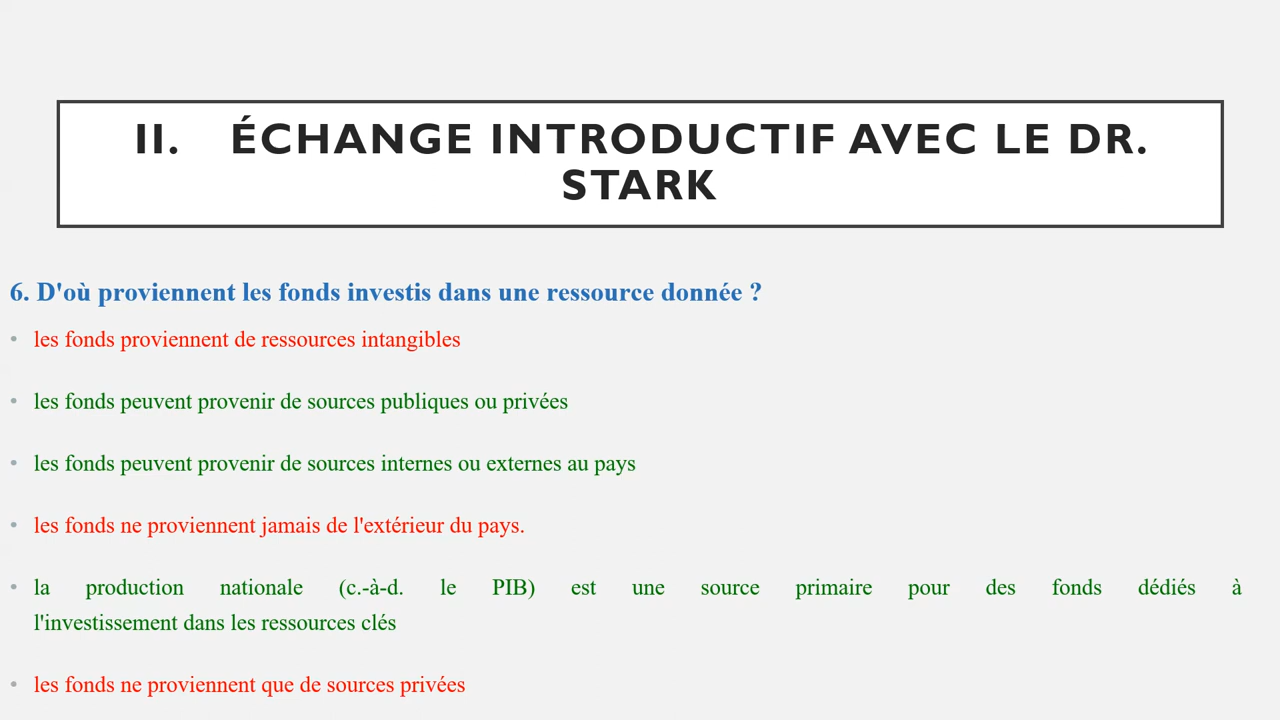 II. ÉCHANGE INTRODUCTIF AVEC LE DR.
STARK
6. D'où proviennent les fonds investis dans une ressource donnée ?
• les fonds proviennent de ressources intangibles
• les fonds peuvent provenir de sources publiques ou privées
• les fonds peuvent provenir de sources internes ou externes au pays
• les fonds ne proviennent jamais de l'extérieur du pays.
• la production nationale (c.-à-d. le PIB) est une source primaire pour des fonds dédiés à
l'investissement dans les ressources clés
• les fonds ne proviennent que de sources privées